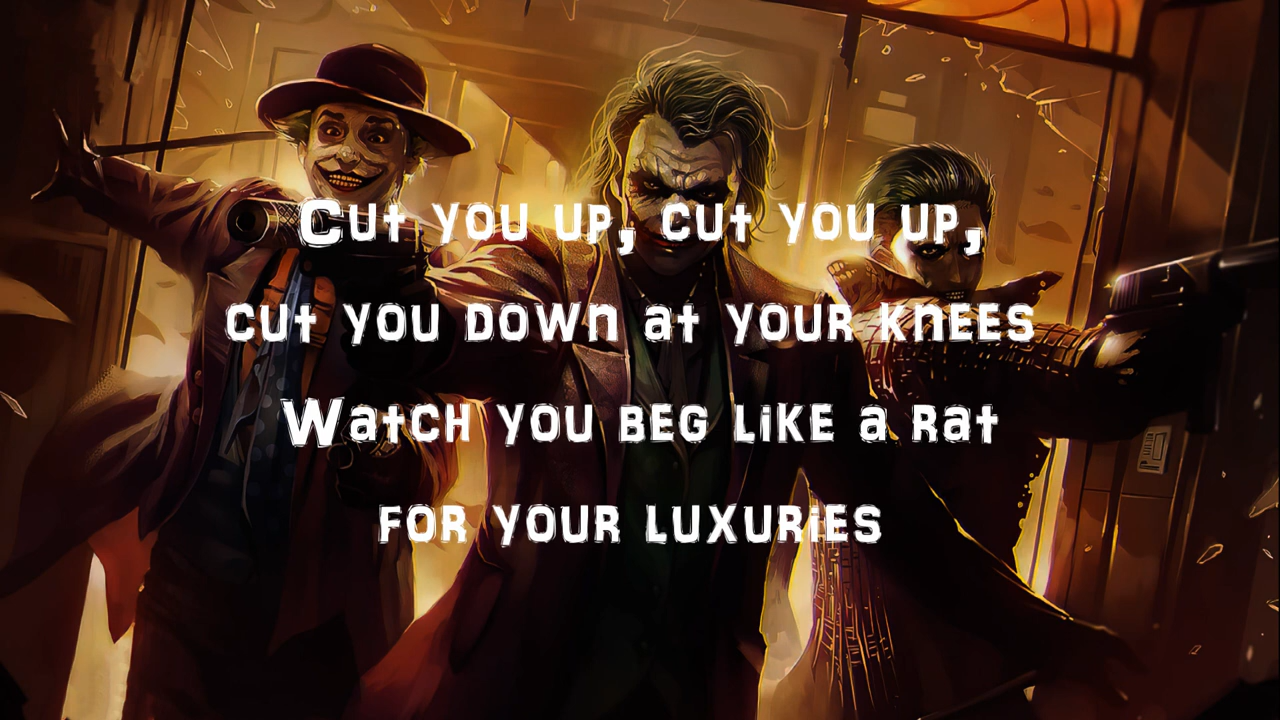 Cut you up, cut you up,
cut you down at your knees
Watch you beg like a rat
for your luxuries